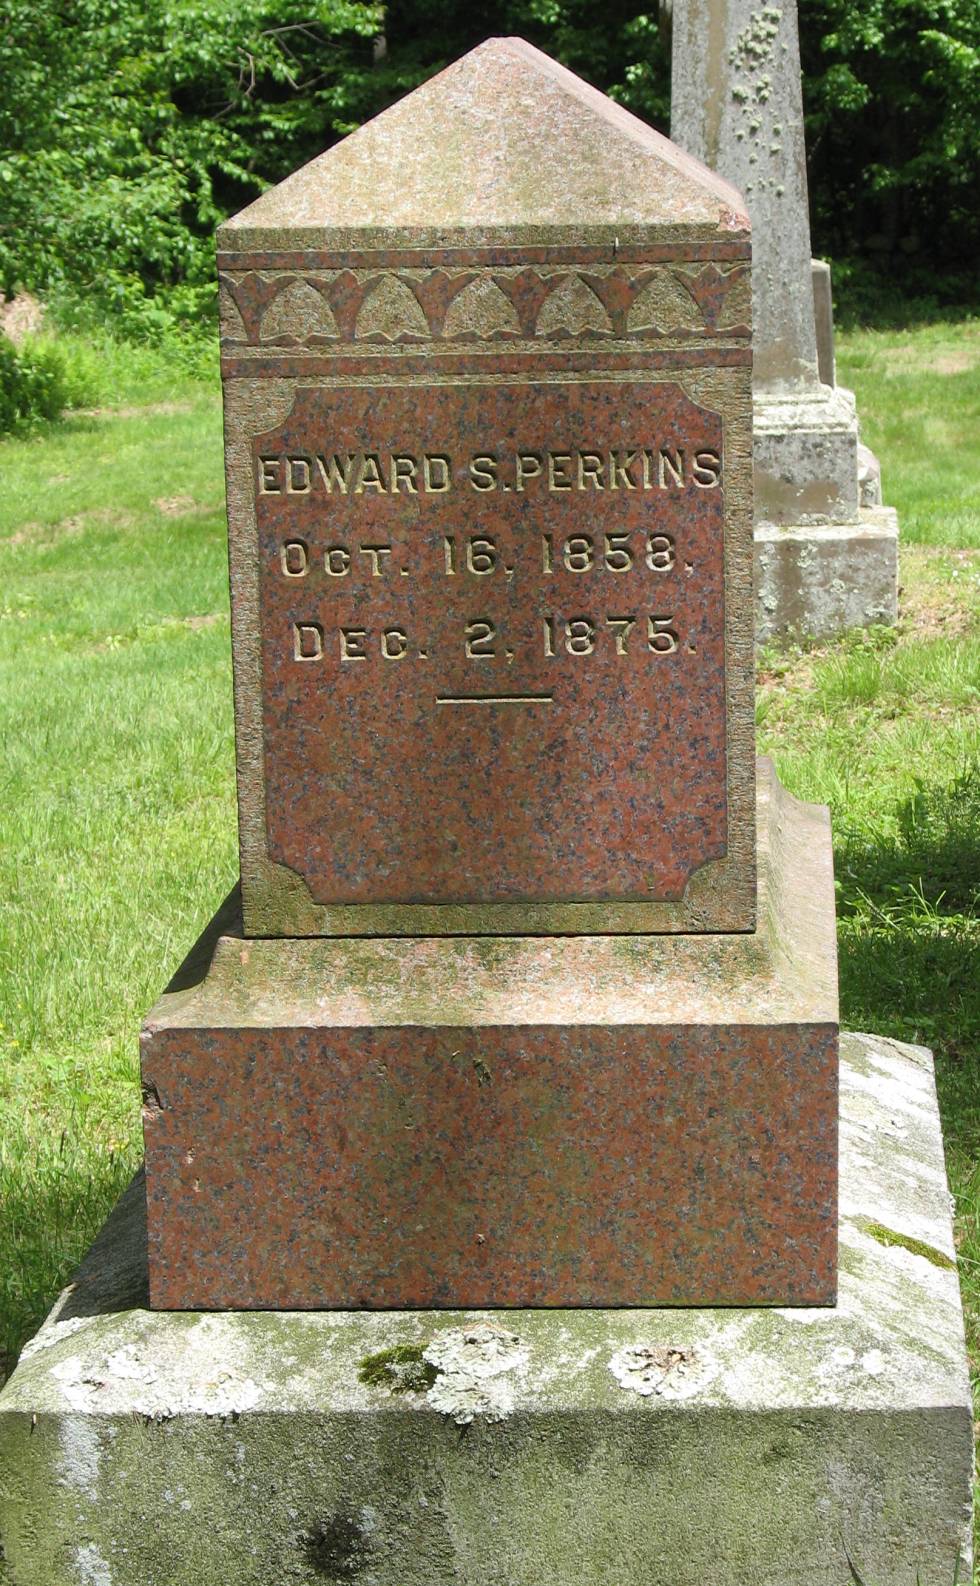 EDWARD S. PERKINS
OCT. 16, 1858.
DEC. 2, 1875.